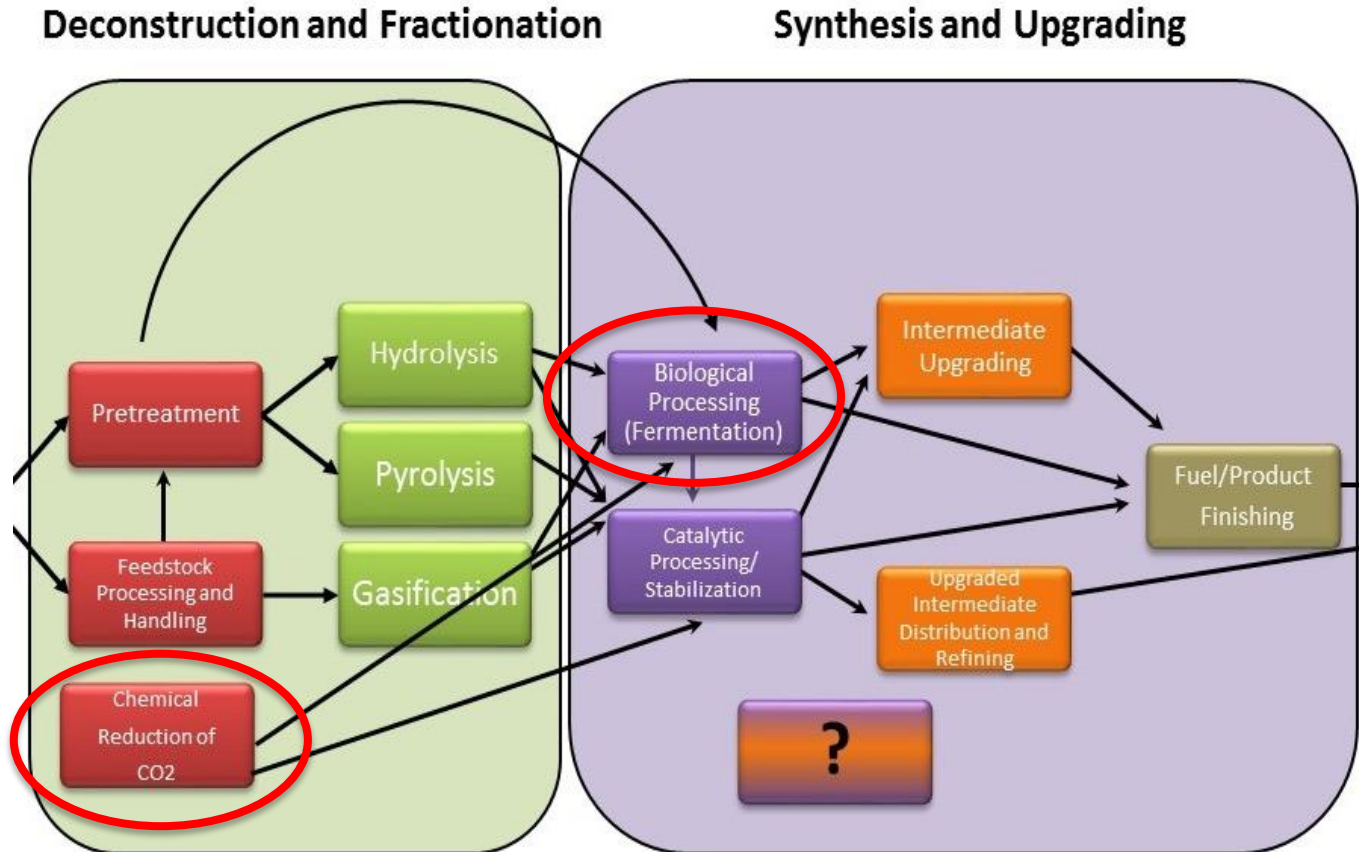 Deconstruction and Fractionation
Synthesis and Upgrading
Pretreatment
Feedstock
Processing and
Handling
Chemical
Reduction of
CO2
Hydrolysis
Pyrolysis
Gasification
Biological
Processing
(Fermentation)
Catalytic
Processing/
Stabilization
Intermediate
Upgrading
Upgraded
Intermediate
Distribution and
Refining
?
Fuel/Product
Finishing